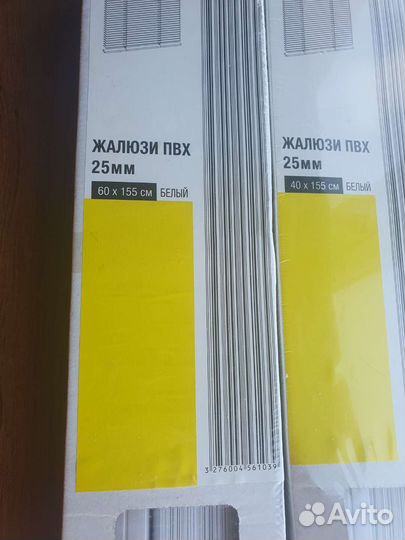 ЖАЛЮЗИ ПВХ
25мм
60 x 155 см БЕЛЫЙ
3 276004 561039
ЖАЛЮЗИ ПВХ
25мм
40 x 155 см БЕЛЫЙ
Avito